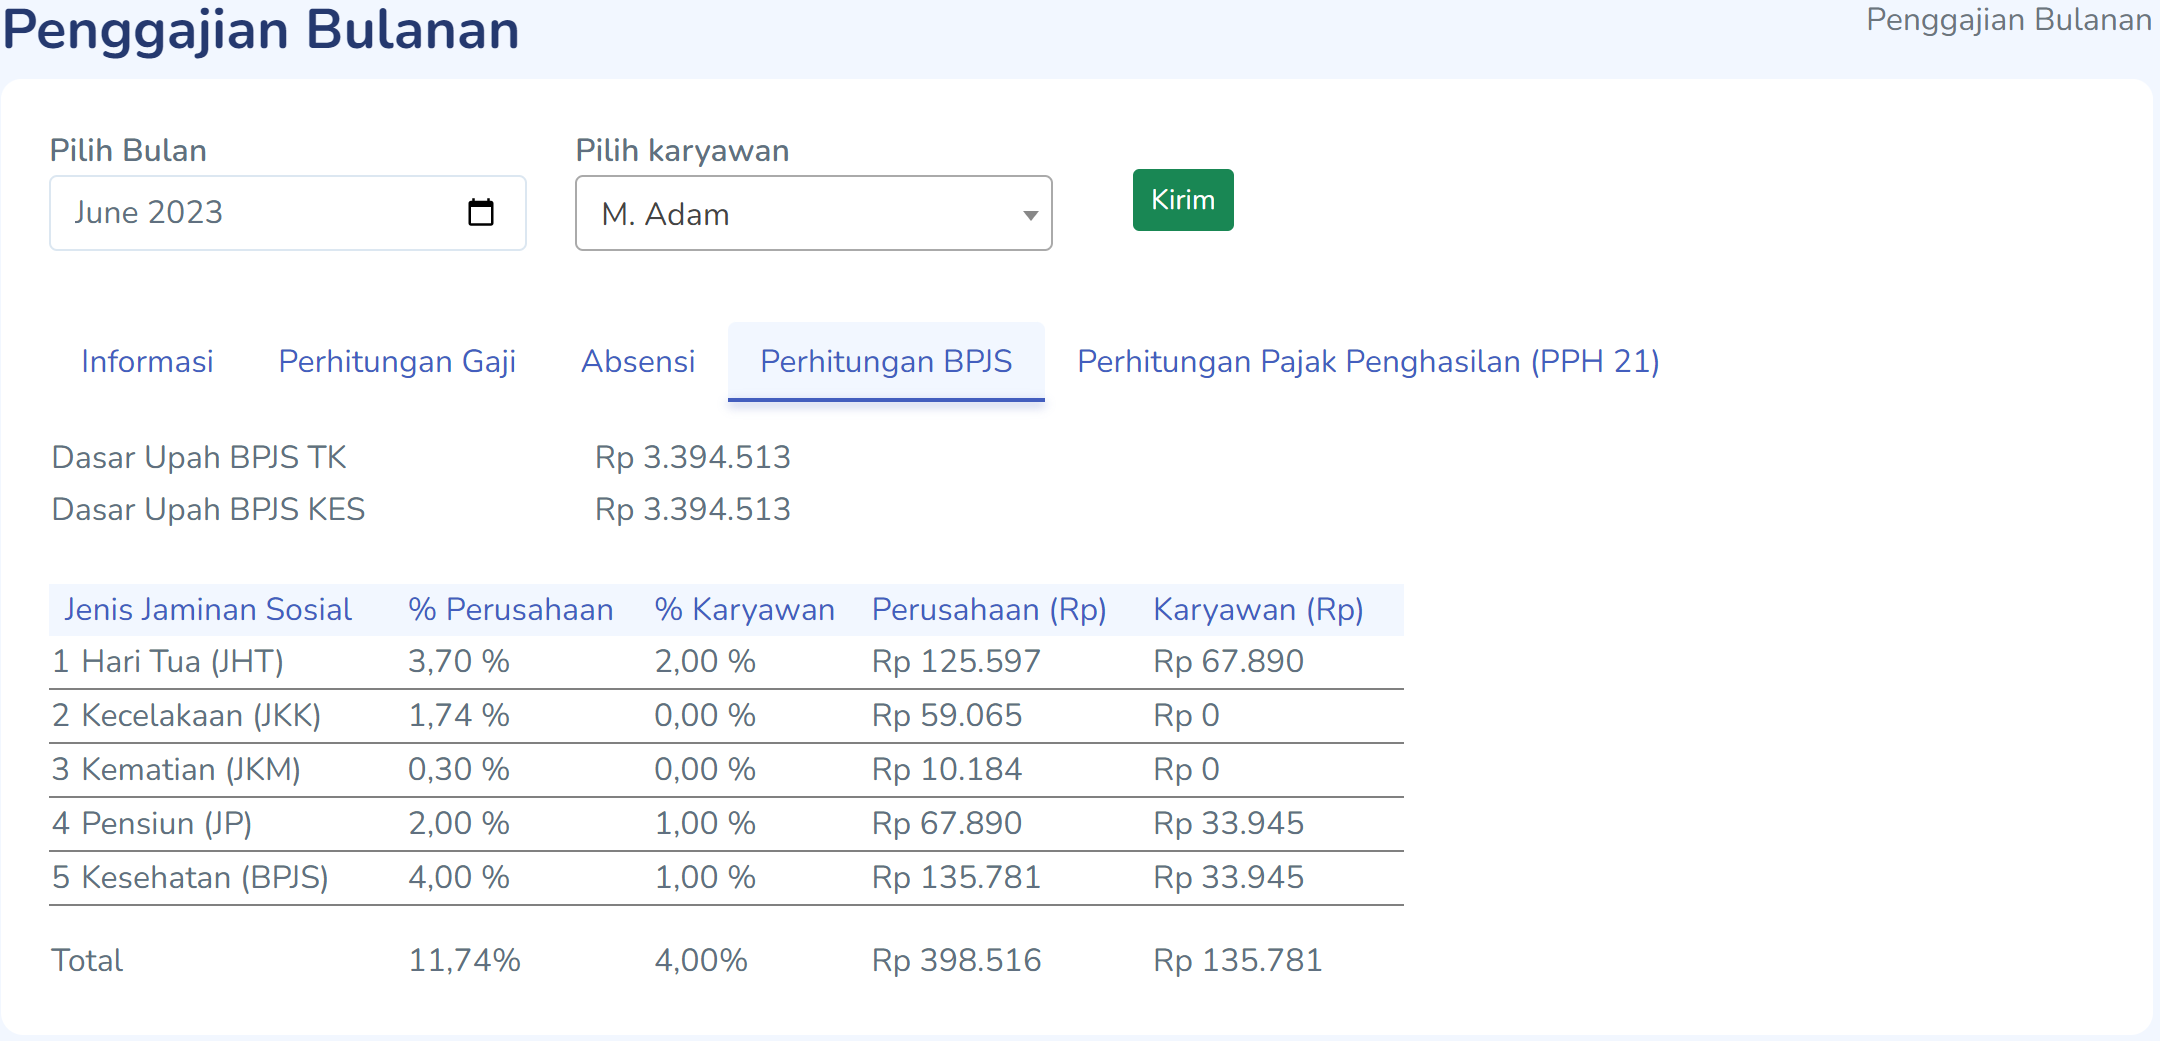 Penggajian Bulanan
Penggajian Bulanan
Pilih Bulan
Pilih karyawan
June 2023
M. Adam
Kirim
Informasi Perhitungan Gaji Absensi Perhitungan BPJS Perhitungan Pajak Penghasilan (PPH 21)
Dasar Upah BPJS TK Rp 3.394.513
Dasar Upah BPJS KES Rp 3.394.513
Jenis Jaminan Sosial % Perusahaan % Karyawan Perusahaan (Rp) Karyawan (Rp)
1 Hari Tua (JHT) 3,70 % 2,00 % Rp 125.597 Rp 67.890
2 Kecelakaan (JKK) 1,74 % 0,00 % Rp 59.065 Rp 0
3 Kematian (JKM) 0,30 % 0,00 % Rp 10.184 Rp 0
4 Pensiun (JP) 2,00 % 1,00 % Rp 67.890 Rp 33.945
5 Kesehatan (BPJS) 4,00 % 1,00 % Rp 135.781 Rp 33.945
Total 11,74% 4,00% Rp 398.516 Rp 135.781